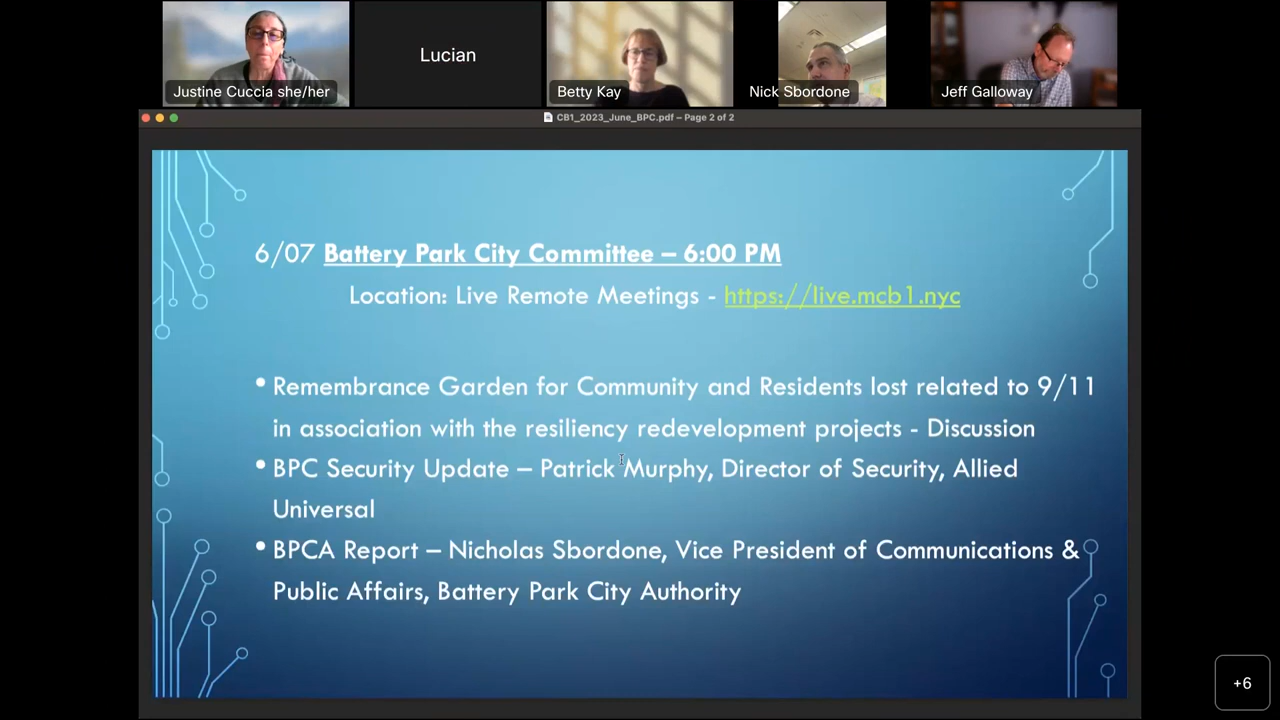 Justine Cuccia she/her
Lucian
Betty Kay
Nick Sbordone
Jeff Galloway
CB1_2023_June_BPC.pdf – Page 2 of 2
6/07 Battery Park City Committee – 6:00 PM
Location: Live Remote Meetings - https://live.mcb1.nyc
• Remembrance Garden for Community and Residents lost related to 9/11
in association with the resiliency redevelopment projects - Discussion
• BPC Security Update – Patrick Murphy, Director of Security, Allied
Universal
• BPCA Report – Nicholas Sbordone, Vice President of Communications &
Public Affairs, Battery Park City Authority
+6